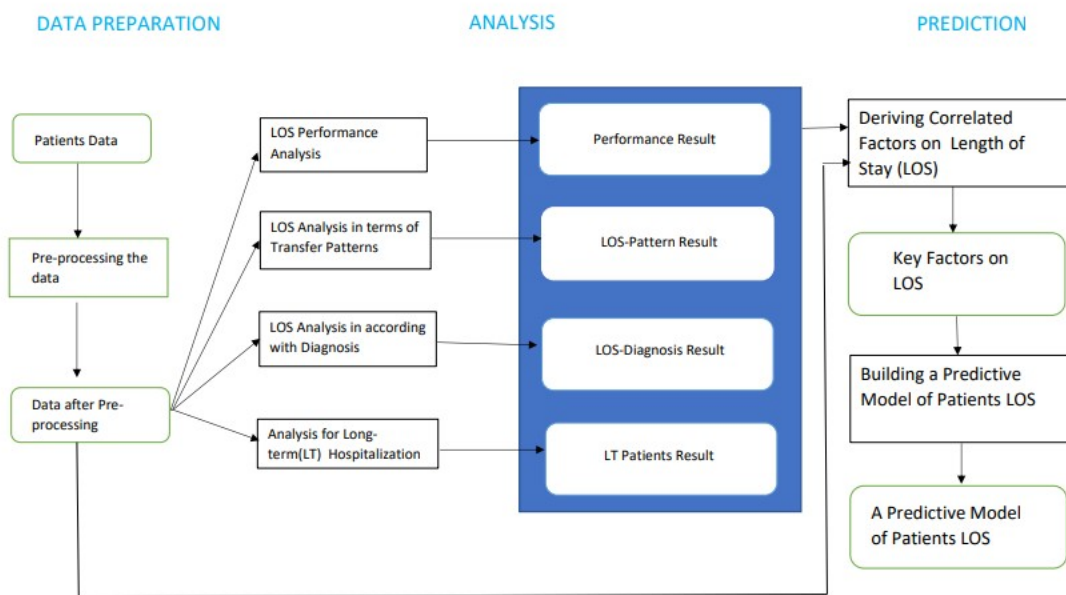 DATA PREPARATION
ANALYSIS
PREDICTION
Patients Data
Pre-processing the
data
Data after Pre-
processing
LOS Performance
Analysis
LOS Analysis in terms of
Transfer Patterns
LOS Analysis in according
with Diagnosis
Analysis for Long-
term(LT) Hospitalization
Performance Result
LOS-Pattern Result
LOS-Diagnosis Result
LT Patients Result
Deriving Correlated
Factors on Length of
Stay (LOS)
Key Factors on
LOS
Building a Predictive
Model of Patients LOS
A Predictive Model
of Patients LOS